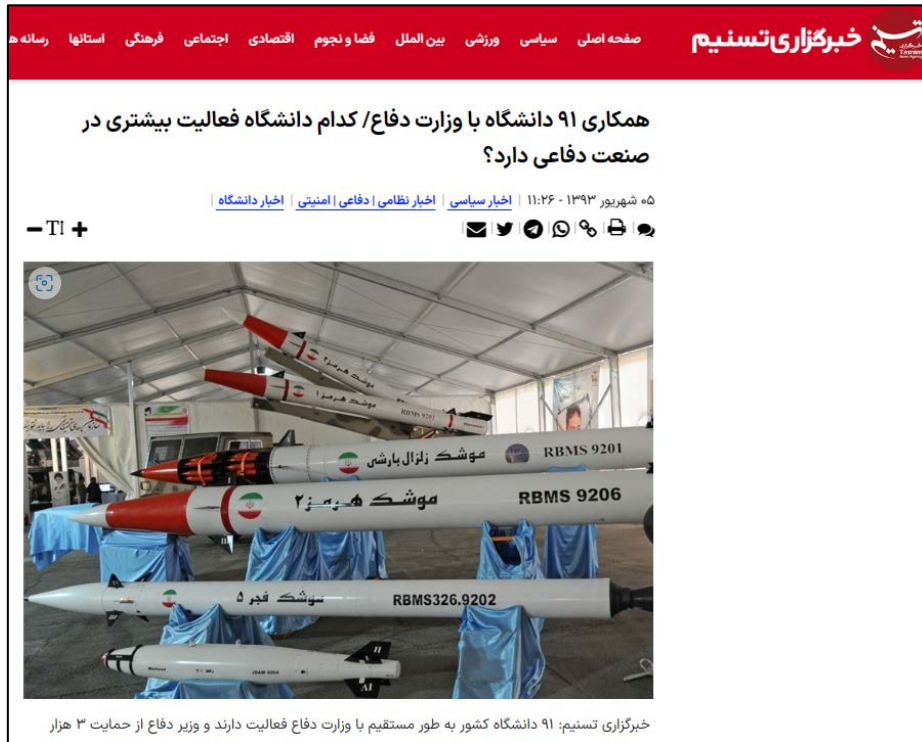 خبرگزاری تسنیم
صفحه اصلی سیاسی ورزشی بین الملل فضا و نجوم اقتصادی اجتماعی فرهنگی استانها رسانه ه
همکاری ۹۱ دانشگاه با وزارت دفاع/ کدام دانشگاه فعالیت بیشتری در
صنعت دفاعی دارد؟
۰۵ شهریور ۱۳۹۳ - ۱۱:۲۶ | اخبار سیاسی | اخبار نظامی | دفاعی | امنیتی | اخبار دانشگاه |
موشک هرمز ۲
موشک هرمز ۱
موشک زلزال بارشی RBMS 9201
موشک هرمز ۲ RBMS 9206
موشک فجر ۵ RBMS326.9202
خبرگزاری تسنیم: ۹۱ دانشگاه کشور به طور مستقیم با وزارت دفاع فعالیت دارند و وزیر دفاع از حمایت ۳ هزار